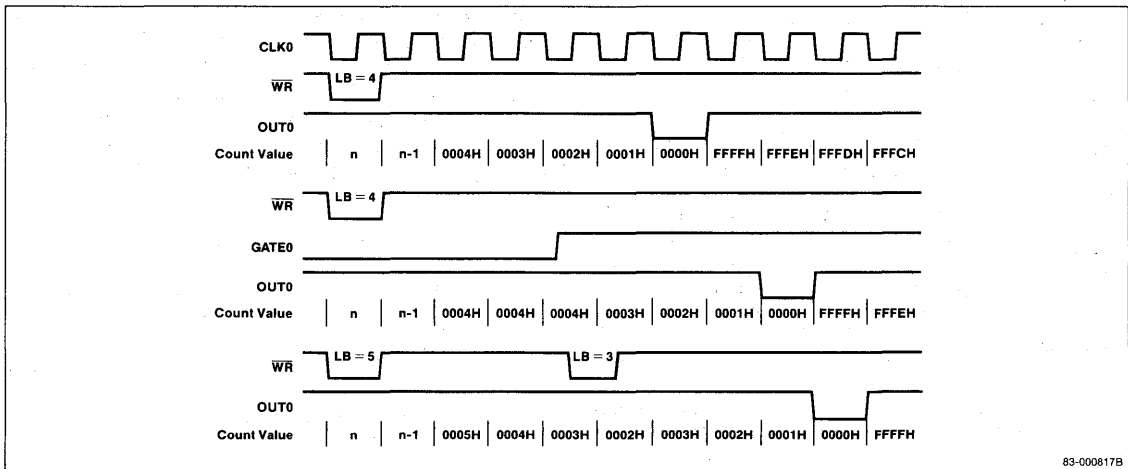 CLK0
WR LB = 4
OUT0
Count Value n n-1 0004H 0003H 0002H 0001H 0000H FFFFH FFFEH FFFDH FFFCH
WR LB = 4
GATE0
OUT0
Count Value n n-1 0004H 0004H 0004H 0003H 0002H 0001H 0000H FFFFH FFFEH
WR LB = 5 LB = 3
OUT0
Count Value n n-1 0005H 0004H 0003H 0002H 0003H 0002H 0001H 0000H FFFFH
83-000817B